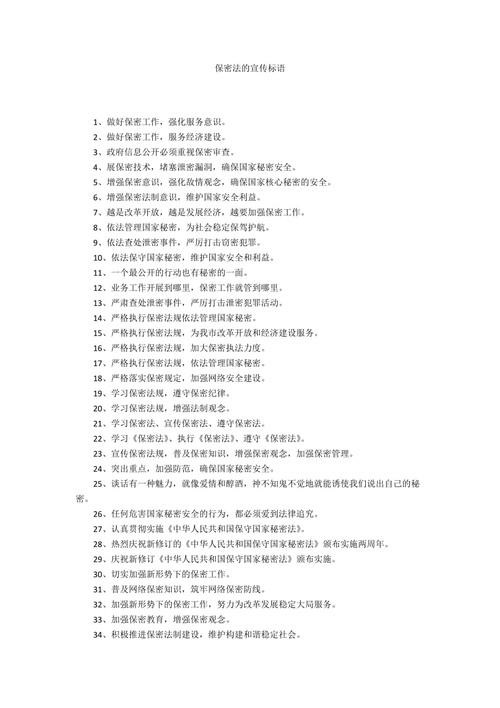 保密法的宣传标语
1、做好保密工作，强化服务意识。
2、做好保密工作，服务经济建设。
3、政府信息公开必须重视保密审查。
4、展保密技术，堵塞泄密漏洞，确保国家秘密安全。
5、增强保密意识，强化敌情观念，确保国家核心秘密的安全。
6、增强保密法制意识，维护国家安全利益。
7、越是改革开放，越是发展经济，越要加强保密工作。
8、依法管理国家秘密，为社会稳定保驾护航。
9、依法查处泄密事件，严厉打击窃密犯罪。
10、依法保守国家秘密，维护国家安全和利益。
11、一个最公开的行动也有秘密的一面。
12、业务工作开展到哪里，保密工作就管到哪里。
13、严肃查处泄密事件，严厉打击泄密犯罪活动。
14、严格执行保密法规依法管理国家秘密。
15、严格执行保密法规，为我市改革开放和经济建设服务。
16、严格执行保密法规，加大保密执法力度。
17、严格执行保密法规，依法管理国家秘密。
18、严格落实保密规定，加强网络安全建设。
19、学习保密法规，遵守保密纪律。
20、学习保密法规，增强法制观念。
21、学习保密法、宣传保密法、遵守保密法。
22、学习《保密法》、执行《保密法》、遵守《保密法》。
23、宣传保密法规，普及保密知识，增强保密观念，加强保密管理。
24、突出重点，加强防范，确保国家秘密安全。
25、谈话有一种魅力，就像爱情和醇酒，神不知鬼不觉地就能诱使我们说出自己的秘
密。
26、任何危害国家秘密安全的行为，都必须受到法律追究。
27、认真贯彻实施《中华人民共和国保守国家秘密法》。
28、热烈庆祝新修订的《中华人民共和国保守国家秘密法》颁布实施两周年。
29、庆祝新修订《中华人民共和国保守国家秘密法》颁布实施。
30、切实加强新形势下的保密工作。
31、普及网络保密知识，筑牢网络保密防线。
32、加强新形势下的保密工作，努力为改革发展稳定大局服务。
33、加强保密教育，增强保密观念。
34、积极推进保密法制建设，维护构建和谐稳定社会。